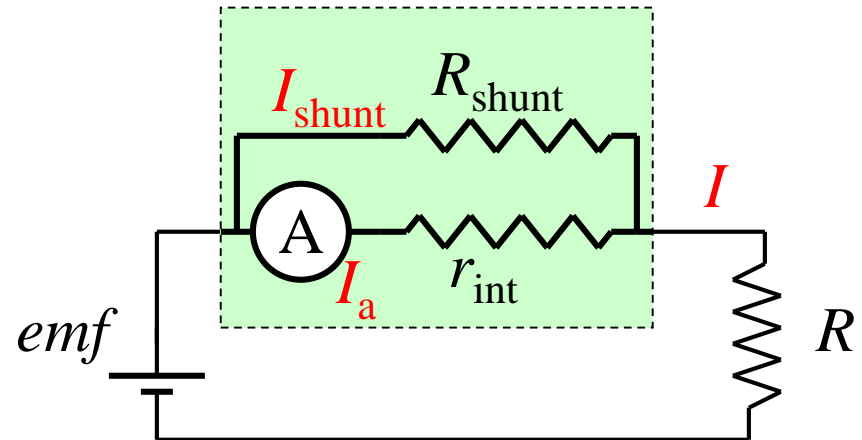 R_shunt
I_shunt
I
A
I_a
r_int
emf
R